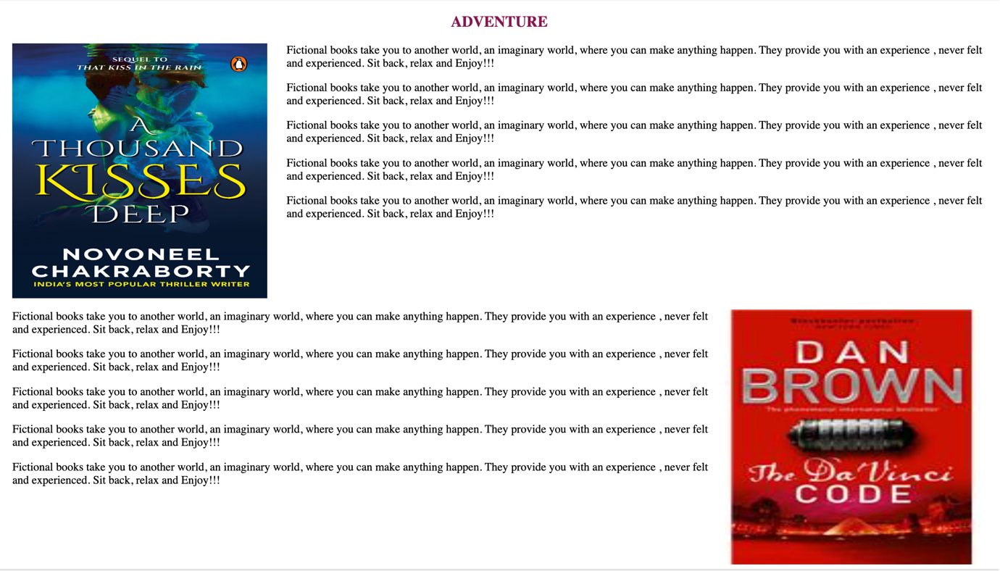 ADVENTURE
SEQUEL TO
THAT KISS IN THE RAIN
A
THOUSAND
KISSES
DEEP
NOVONEEL
CHAKRABORTY
INDIA'S MOST POPULAR THRILLER WRITER
Fictional books take you to another world, an imaginary world, where you can make anything happen. They provide you with an experience , never felt
and experienced. Sit back, relax and Enjoy!!!
Fictional books take you to another world, an imaginary world, where you can make anything happen. They provide you with an experience , never felt
and experienced. Sit back, relax and Enjoy!!!
Fictional books take you to another world, an imaginary world, where you can make anything happen. They provide you with an experience , never felt
and experienced. Sit back, relax and Enjoy!!!
Fictional books take you to another world, an imaginary world, where you can make anything happen. They provide you with an experience , never felt
and experienced. Sit back, relax and Enjoy!!!
Fictional books take you to another world, an imaginary world, where you can make anything happen. They provide you with an experience , never felt
and experienced. Sit back, relax and Enjoy!!!
Fictional books take you to another world, an imaginary world, where you can make anything happen. They provide you with an experience , never felt
and experienced. Sit back, relax and Enjoy!!!
Fictional books take you to another world, an imaginary world, where you can make anything happen. They provide you with an experience , never felt
and experienced. Sit back, relax and Enjoy!!!
Fictional books take you to another world, an imaginary world, where you can make anything happen. They provide you with an experience , never felt
and experienced. Sit back, relax and Enjoy!!!
Fictional books take you to another world, an imaginary world, where you can make anything happen. They provide you with an experience , never felt
and experienced. Sit back, relax and Enjoy!!!
Fictional books take you to another world, an imaginary world, where you can make anything happen. They provide you with an experience , never felt
and experienced. Sit back, relax and Enjoy!!!
DAN
BROWN
The phenomenal international bestseller
The Da Vinci
CODE